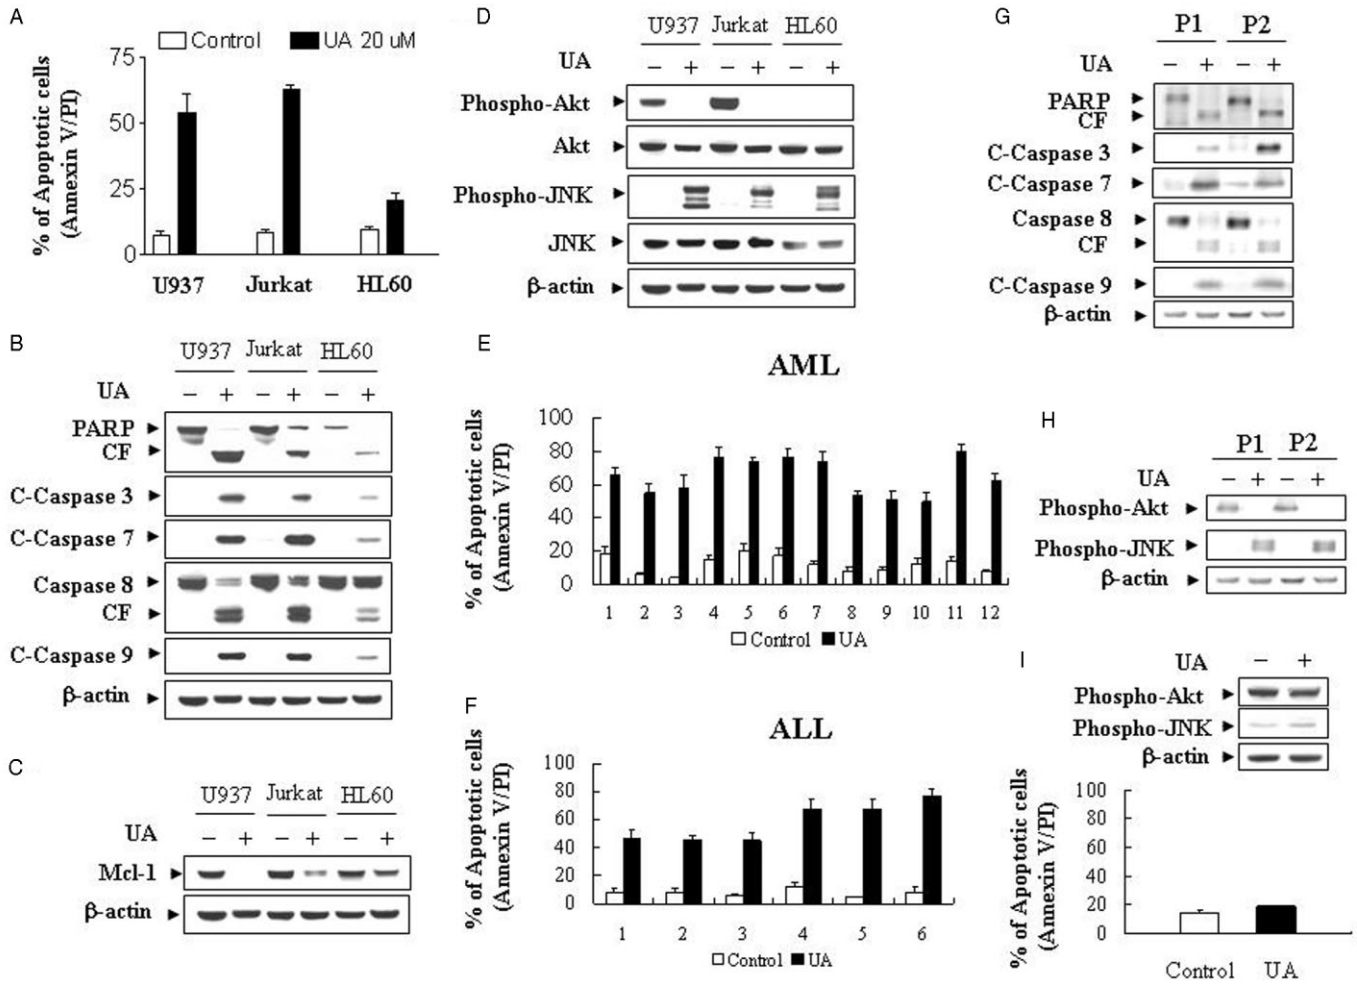 A
Control UA 20 uM
% of Apoptotic cells
(Annexin V/PI)
75
50
25
0
U937 Jurkat HL60
B
U937 Jurkat HL60
UA − + − + − +
PARP
CF
C-Caspase 3
C-Caspase 7
Caspase 8
CF
C-Caspase 9
β-actin
C
U937 Jurkat HL60
UA − + − + − +
Mcl-1
β-actin
D
U937 Jurkat HL60
UA − + − + − +
Phospho-Akt
Akt
Phospho-JNK
JNK
β-actin
E
AML
% of Apoptotic cells
(Annexin V/PI)
100
80
60
40
20
0
1 2 3 4 5 6 7 8 9 10 11 12
Control UA
F
ALL
% of Apoptotic cells
(Annexin V/PI)
100
80
60
40
20
0
1 2 3 4 5 6
Control UA
G
P1 P2
UA − + − +
PARP
CF
C-Caspase 3
C-Caspase 7
Caspase 8
CF
C-Caspase 9
β-actin
H
P1 P2
UA − + − +
Phospho-Akt
Phospho-JNK
β-actin
I
UA − +
Phospho-Akt
Phospho-JNK
β-actin
% of Apoptotic cells
(Annexin V/PI)
100
80
60
40
20
0
Control UA